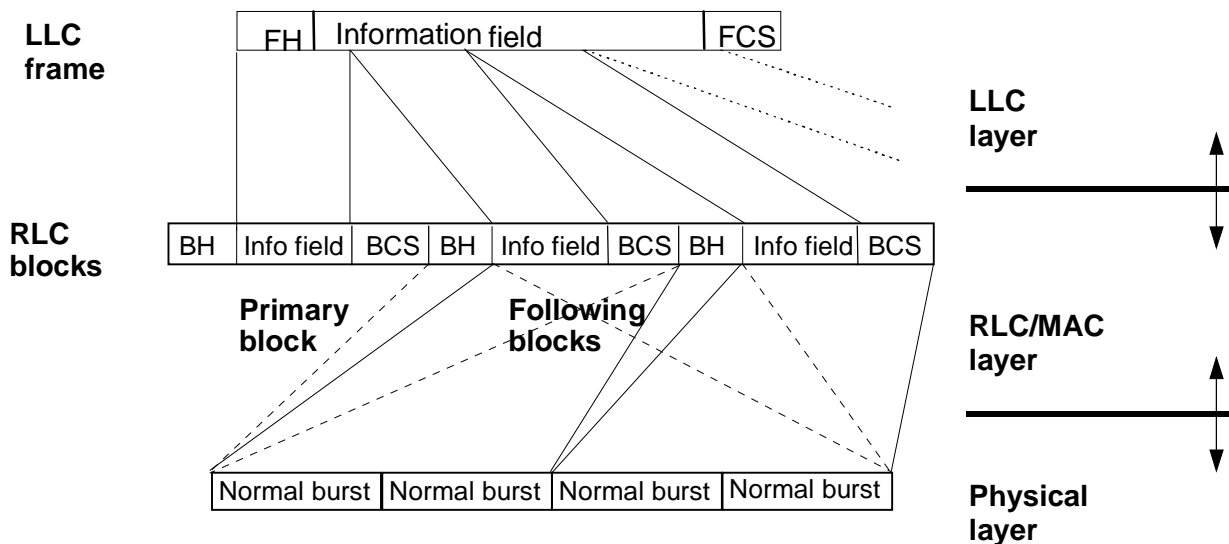 LLC
frame
FH Information field FCS
LLC
layer
RLC
blocks
BH Info field BCS BH Info field BCS BH Info field BCS
Primary
block
Following
blocks
RLC/MAC
layer
Normal burst Normal burst Normal burst Normal burst
Physical
layer